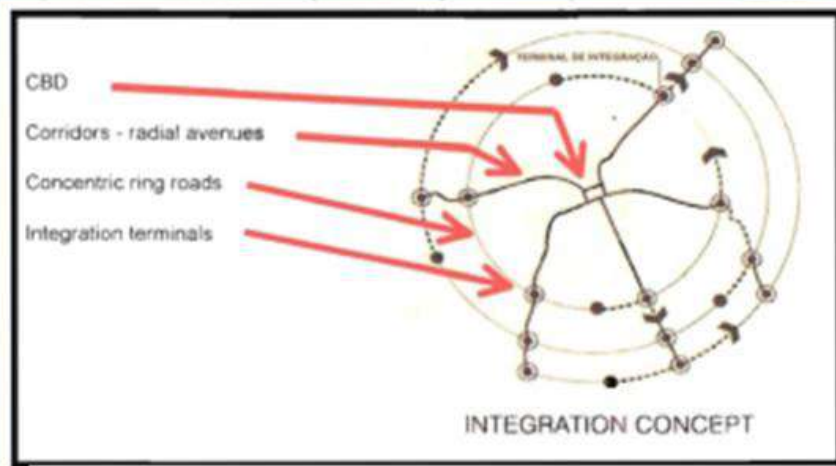 CBD
Corridors - radial avenues
Concentric ring roads
Integration terminals
TERMINAL DE INTEGRAÇÃO
INTEGRATION CONCEPT